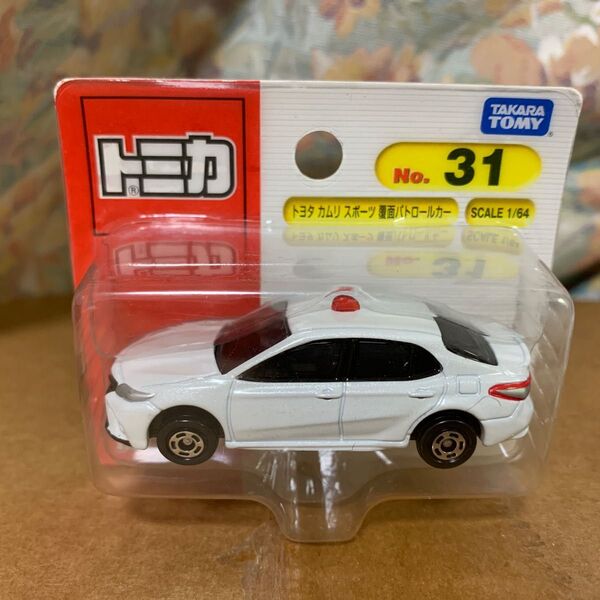 TAKARA
TOMY
トミカ
®
No. 31
トヨタ カムリ スポーツ 覆面パトロールカー
SCALE 1/64